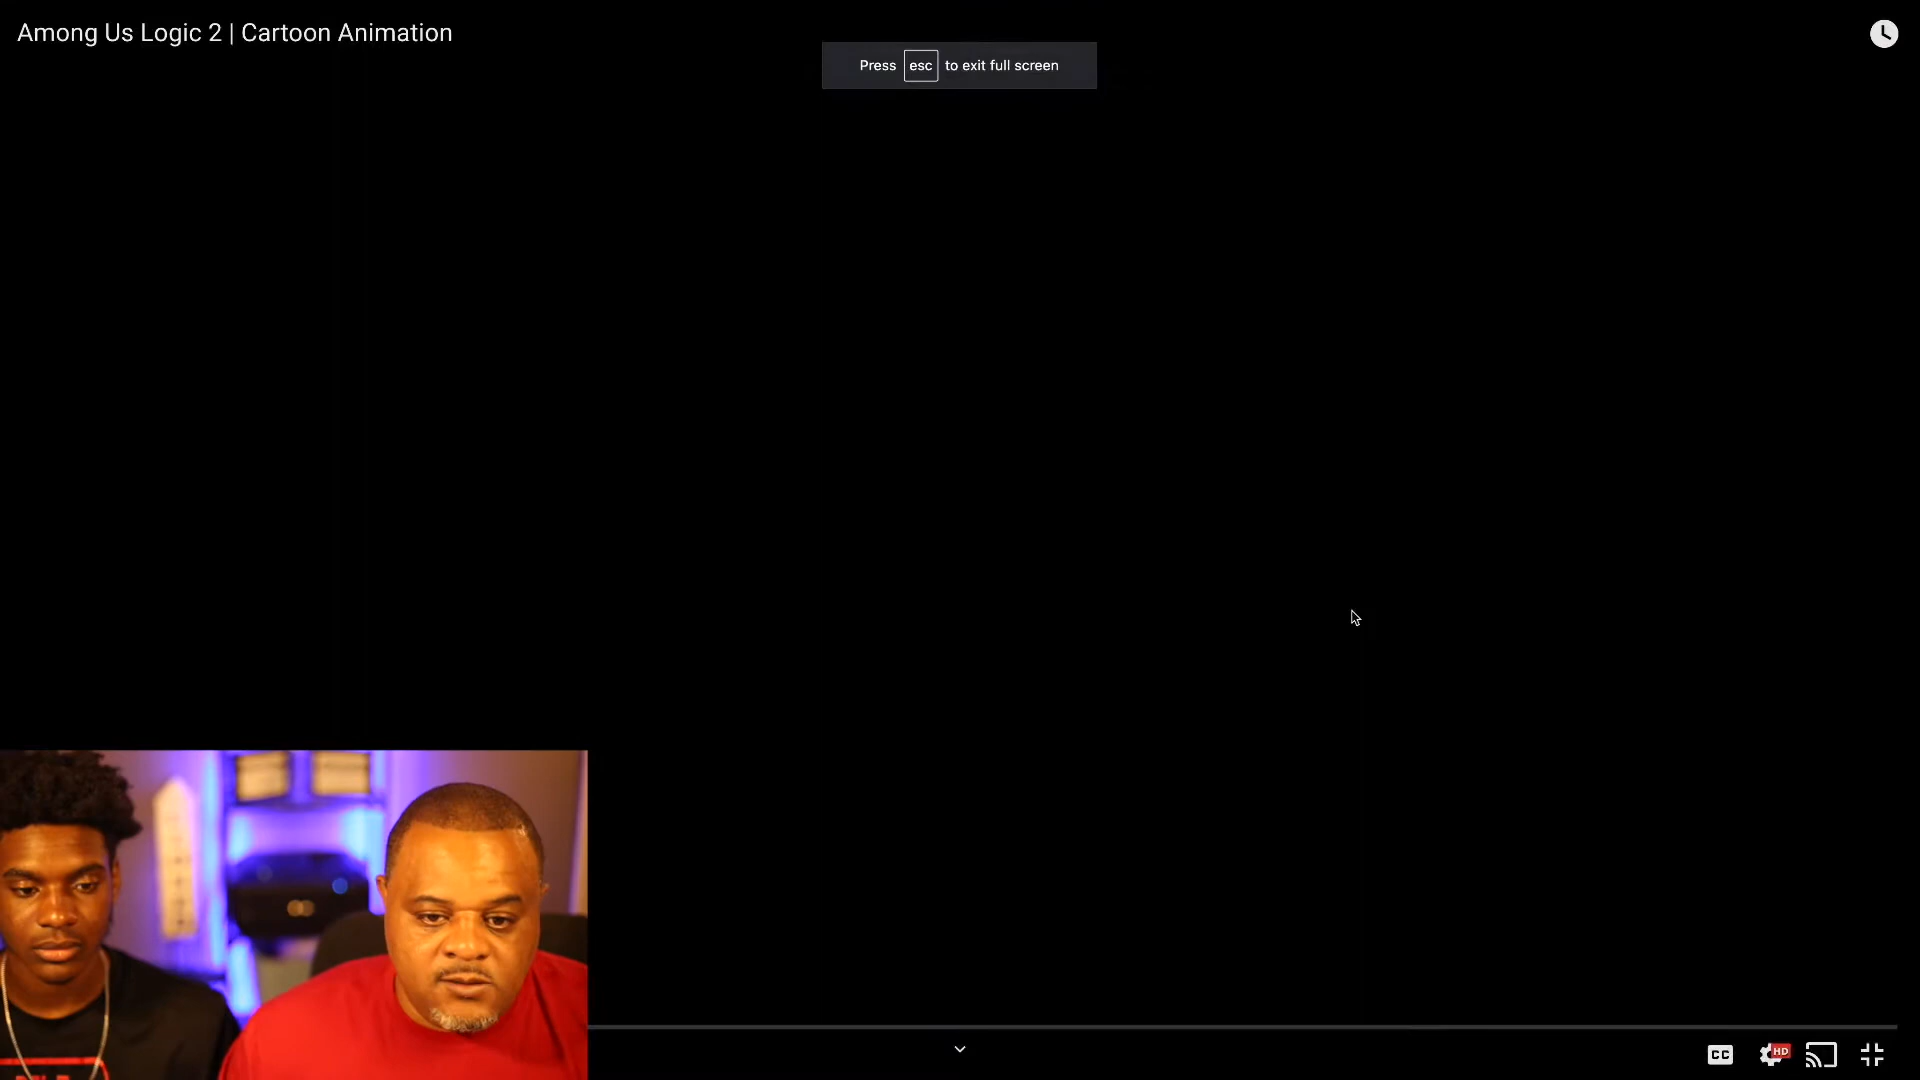 Among Us Logic 2 | Cartoon Animation
Press esc to exit full screen
CC
HD